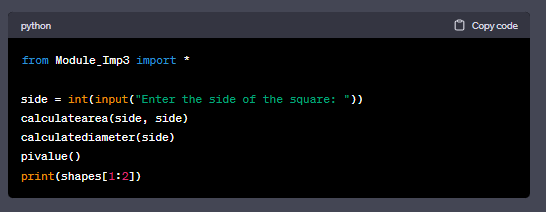 python
Copy code
from Module_Imp3 import *
side = int(input("Enter the side of the square: "))
calculatearea(side, side)
calculatediameter(side)
pivalue()
print(shapes[1:2])